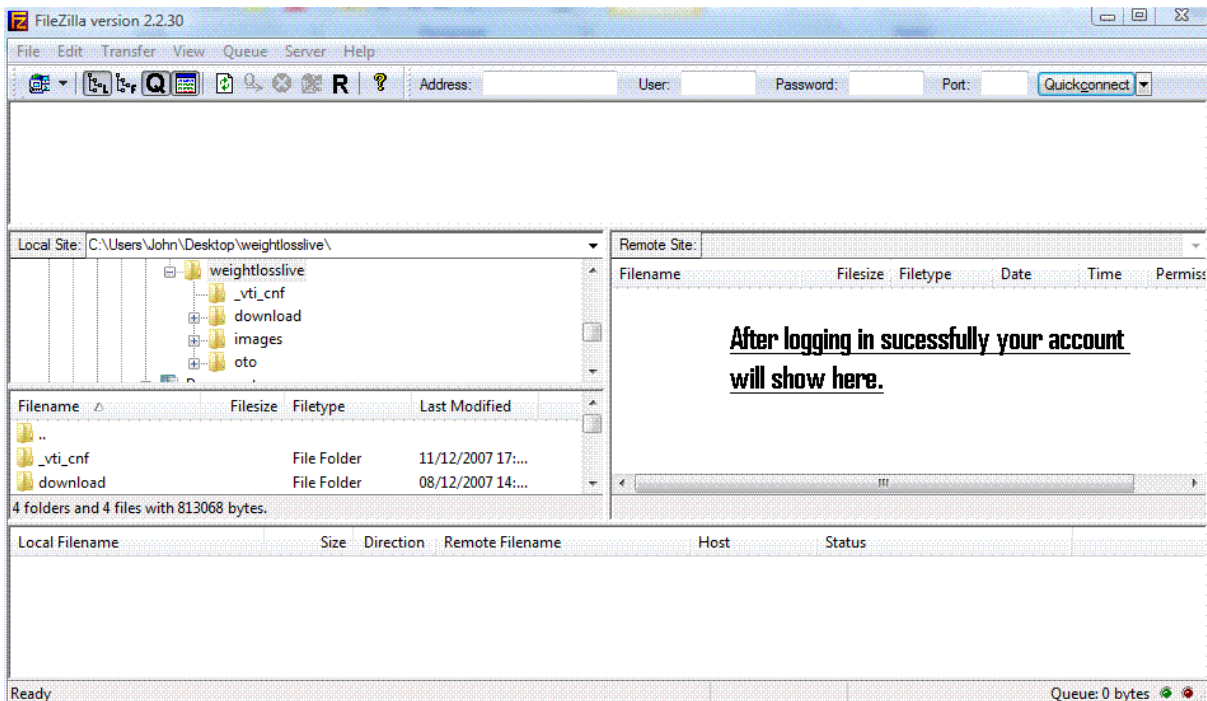 FileZilla version 2.2.30
File Edit Transfer View Queue Server Help
L F Q R ? Address: User: Password: Port: Quickconnect
Local Site: C:\Users\John\Desktop\weightlosslive\
weightlosslive
_vti_cnf
download
images
oto
Filename Filesize Filetype Last Modified
..
_vti_cnf File Folder 11/12/2007 17:...
download File Folder 08/12/2007 14:...
4 folders and 4 files with 813068 bytes.
Remote Site:
Filename Filesize Filetype Date Time Permiss
After logging in sucessfully your account
will show here.
Local Filename Size Direction Remote Filename Host Status
Ready Queue: 0 bytes